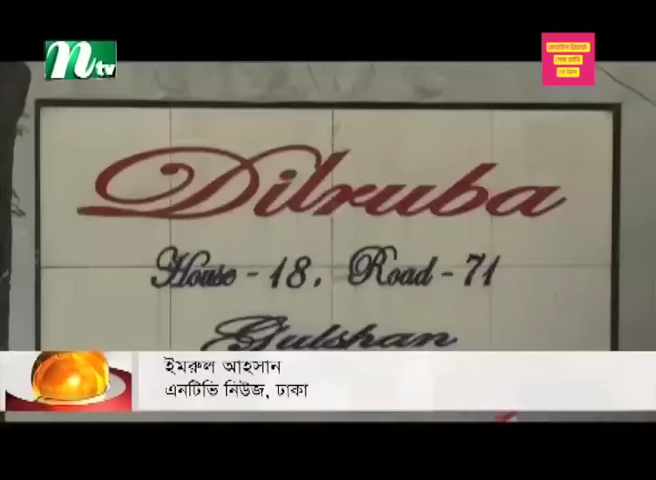 ntv
Dilruba
House - 18, Road - 71
Gulshan
ইমরুল আহসান
এনটিভি নিউজ, ঢাকা